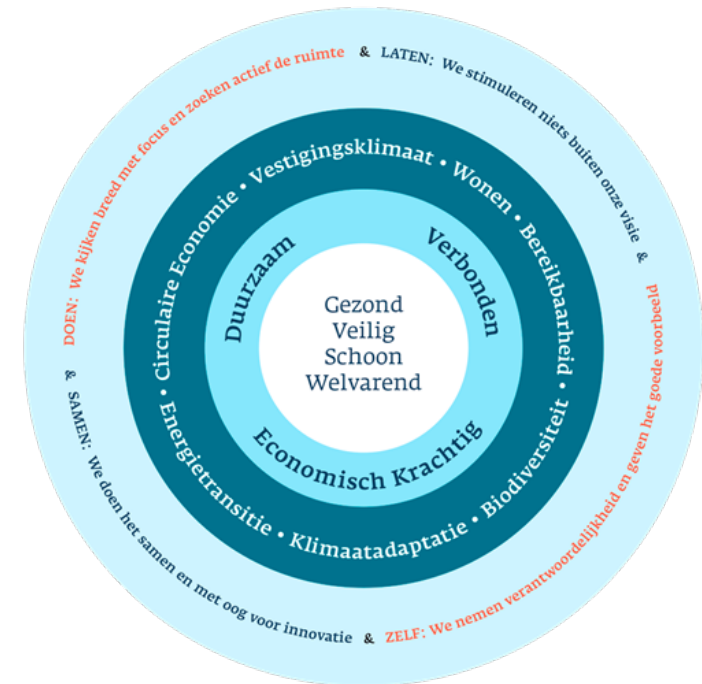 DOEN: We kijken breed met focus en zoeken actief de ruimte
&
LATEN: We stimuleren niets buiten onze visie
&
ZELF: We nemen verantwoordelijkheid en geven het goede voorbeeld
&
SAMEN: We doen het samen en met oog voor innovatie
&
Circulaire Economie • Vestigingsklimaat • Wonen • Bereikbaarheid • Biodiversiteit • Klimaatadaptatie • Energietransitie •
Duurzaam
Verbonden
Economisch Krachtig
Gezond
Veilig
Schoon
Welvarend